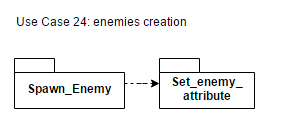 Use Case 24: enemies creation
Spawn_Enemy
Set_enemy_
attribute